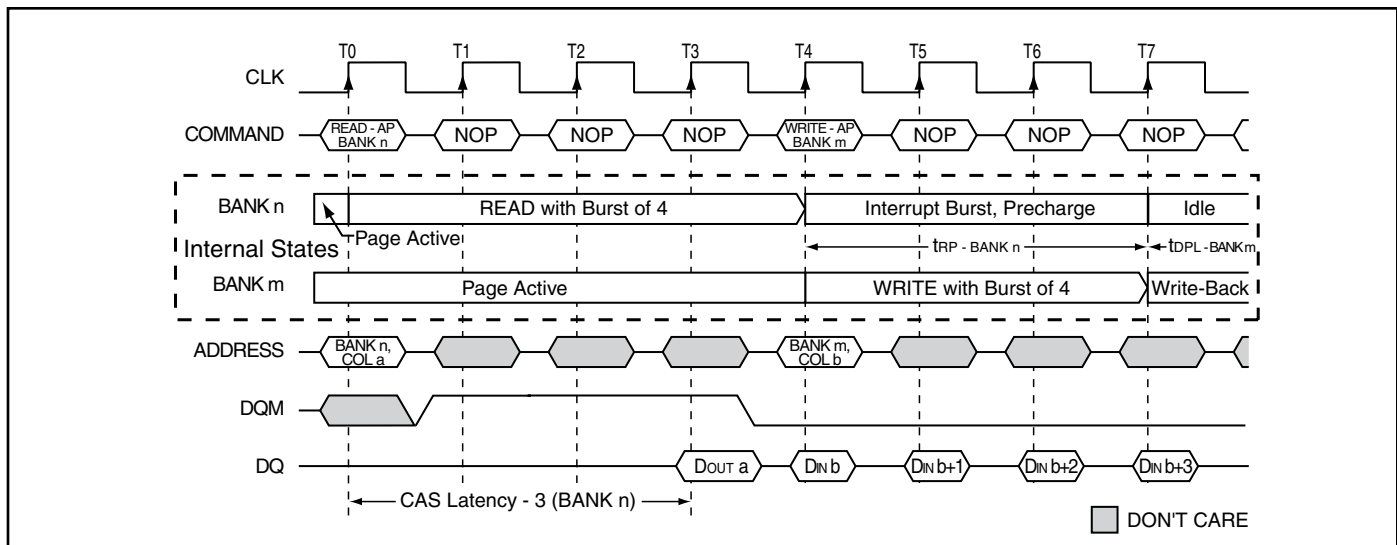 T0 T1 T2 T3 T4 T5 T6 T7
CLK
COMMAND READ - AP BANK n NOP NOP NOP WRITE - AP BANK m NOP NOP NOP
BANK n READ with Burst of 4 Interrupt Burst, Precharge Idle
Page Active
Internal States tRP - BANK n tDPL - BANK m
BANK m Page Active WRITE with Burst of 4 Write-Back
ADDRESS BANK n, COL a BANK m, COL b
DQM
DQ DOUT a DIN b DIN b+1 DIN b+2 DIN b+3
CAS Latency - 3 (BANK n)
DON'T CARE